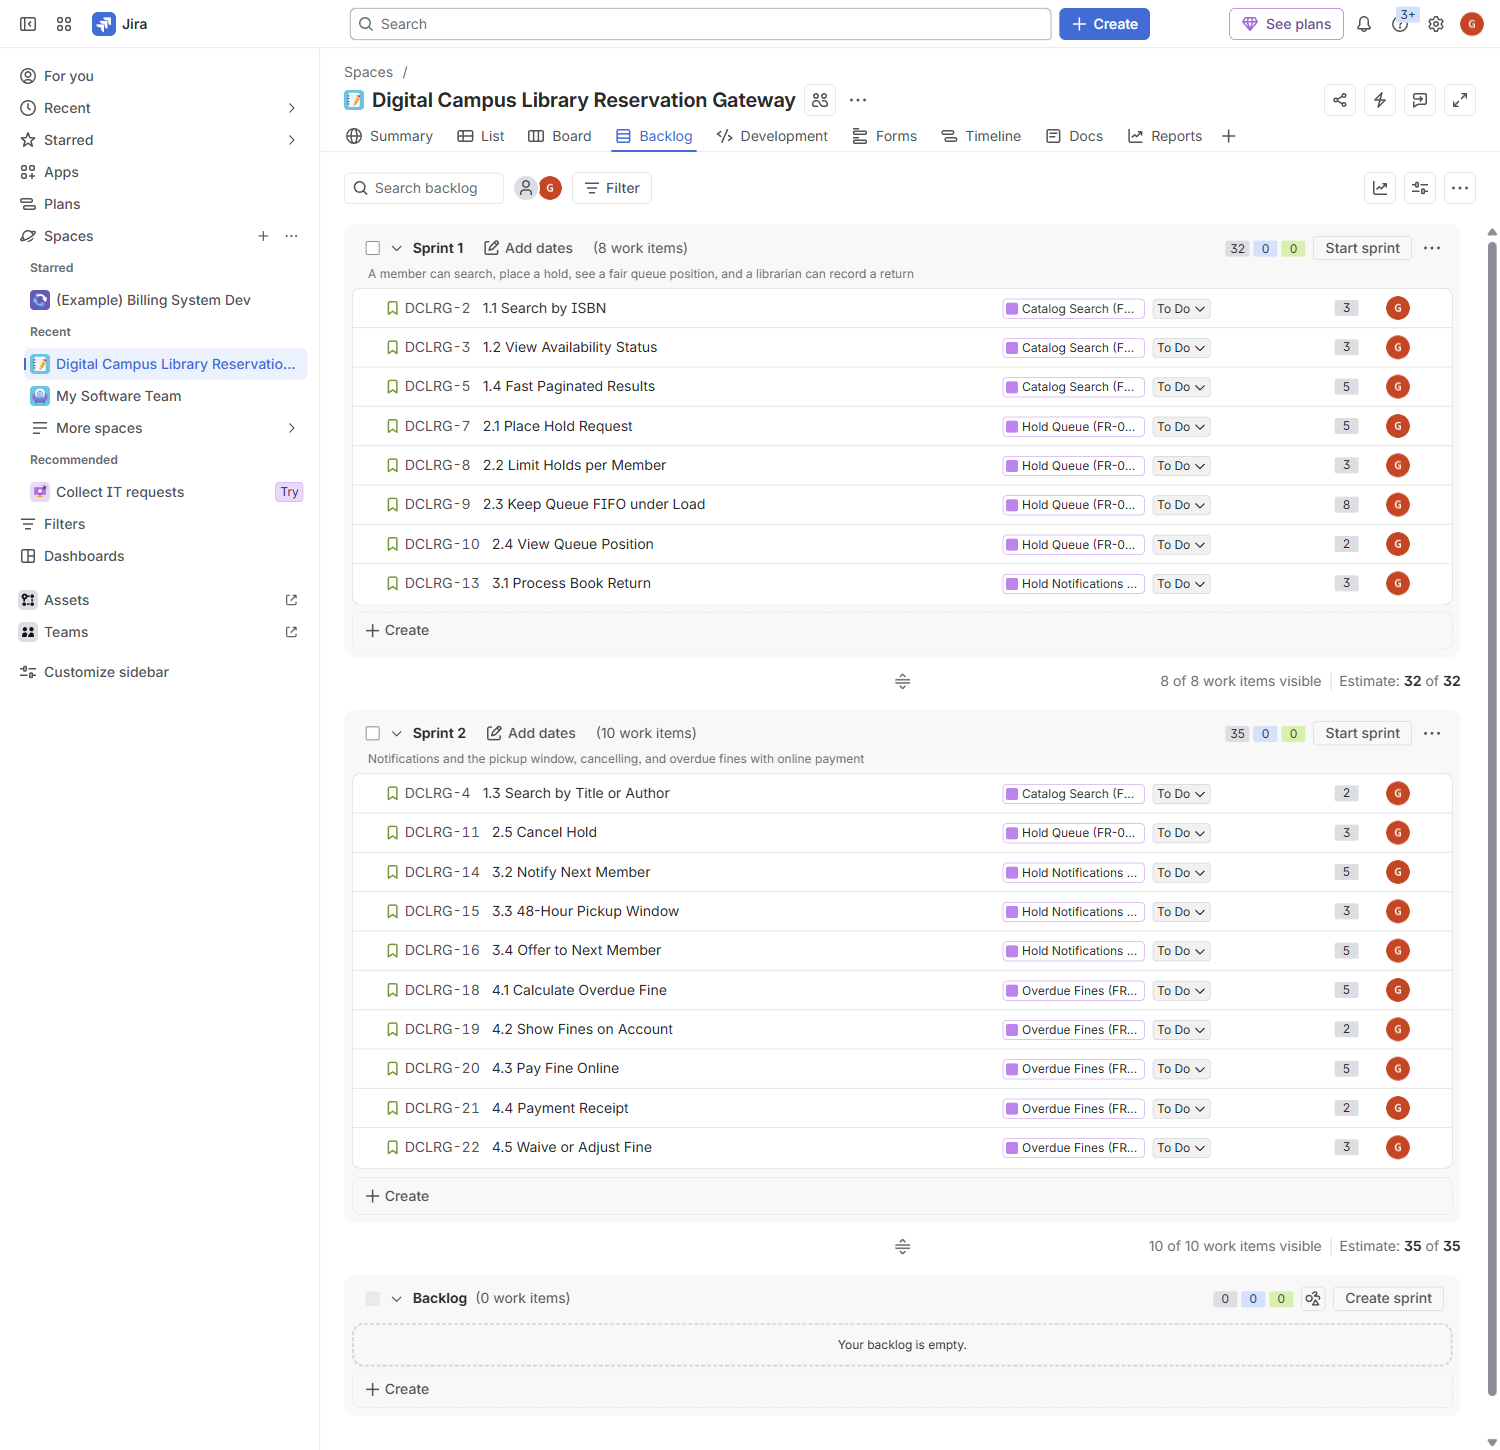 Jira
Search
Create
See plans
3+
G
For you
Recent
Starred
Apps
Plans
Spaces
Starred
(Example) Billing System Dev
Recent
Digital Campus Library Reservatio...
My Software Team
More spaces
Recommended
Collect IT requests
Try
Filters
Dashboards
Assets
Teams
Customize sidebar
Spaces /
Digital Campus Library Reservation Gateway
Summary List Board Backlog Development Forms Timeline Docs Reports
Search backlog
G
Filter
Sprint 1 Add dates (8 work items) 32 0 0 Start sprint
A member can search, place a hold, see a fair queue position, and a librarian can record a return
DCLRG-2 1.1 Search by ISBN Catalog Search (F... To Do 3 G
DCLRG-3 1.2 View Availability Status Catalog Search (F... To Do 3 G
DCLRG-5 1.4 Fast Paginated Results Catalog Search (F... To Do 5 G
DCLRG-7 2.1 Place Hold Request Hold Queue (FR-0... To Do 5 G
DCLRG-8 2.2 Limit Holds per Member Hold Queue (FR-0... To Do 3 G
DCLRG-9 2.3 Keep Queue FIFO under Load Hold Queue (FR-0... To Do 8 G
DCLRG-10 2.4 View Queue Position Hold Queue (FR-0... To Do 2 G
DCLRG-13 3.1 Process Book Return Hold Notifications ... To Do 3 G
Create
8 of 8 work items visible Estimate: 32 of 32
Sprint 2 Add dates (10 work items) 35 0 0 Start sprint
Notifications and the pickup window, cancelling, and overdue fines with online payment
DCLRG-4 1.3 Search by Title or Author Catalog Search (F... To Do 2 G
DCLRG-11 2.5 Cancel Hold Hold Queue (FR-0... To Do 3 G
DCLRG-14 3.2 Notify Next Member Hold Notifications ... To Do 5 G
DCLRG-15 3.3 48-Hour Pickup Window Hold Notifications ... To Do 3 G
DCLRG-16 3.4 Offer to Next Member Hold Notifications ... To Do 5 G
DCLRG-18 4.1 Calculate Overdue Fine Overdue Fines (FR... To Do 5 G
DCLRG-19 4.2 Show Fines on Account Overdue Fines (FR... To Do 2 G
DCLRG-20 4.3 Pay Fine Online Overdue Fines (FR... To Do 5 G
DCLRG-21 4.4 Payment Receipt Overdue Fines (FR... To Do 2 G
DCLRG-22 4.5 Waive or Adjust Fine Overdue Fines (FR... To Do 3 G
Create
10 of 10 work items visible Estimate: 35 of 35
Backlog (0 work items) 0 0 0 Create sprint
Your backlog is empty.
Create